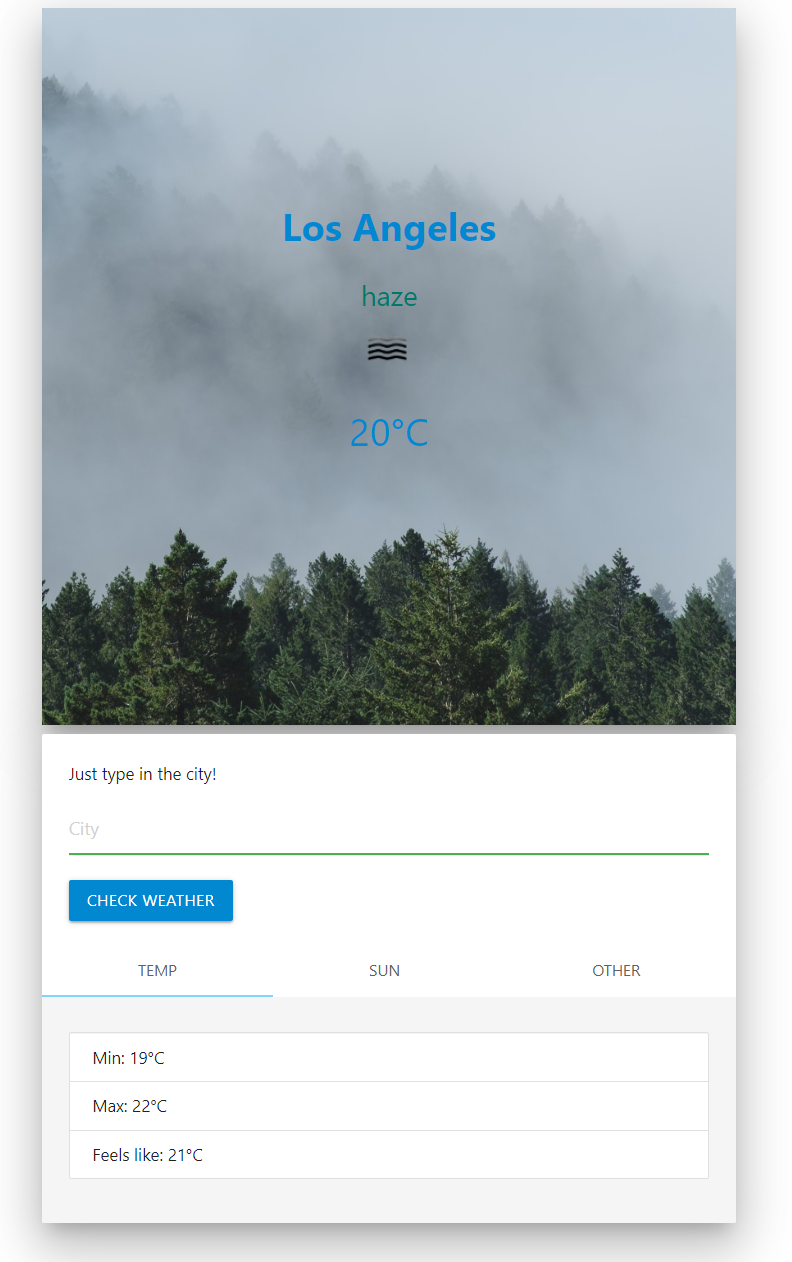 Los Angeles
haze
20°C
Just type in the city!
City
CHECK WEATHER
TEMP SUN OTHER
Min: 19°C
Max: 22°C
Feels like: 21°C